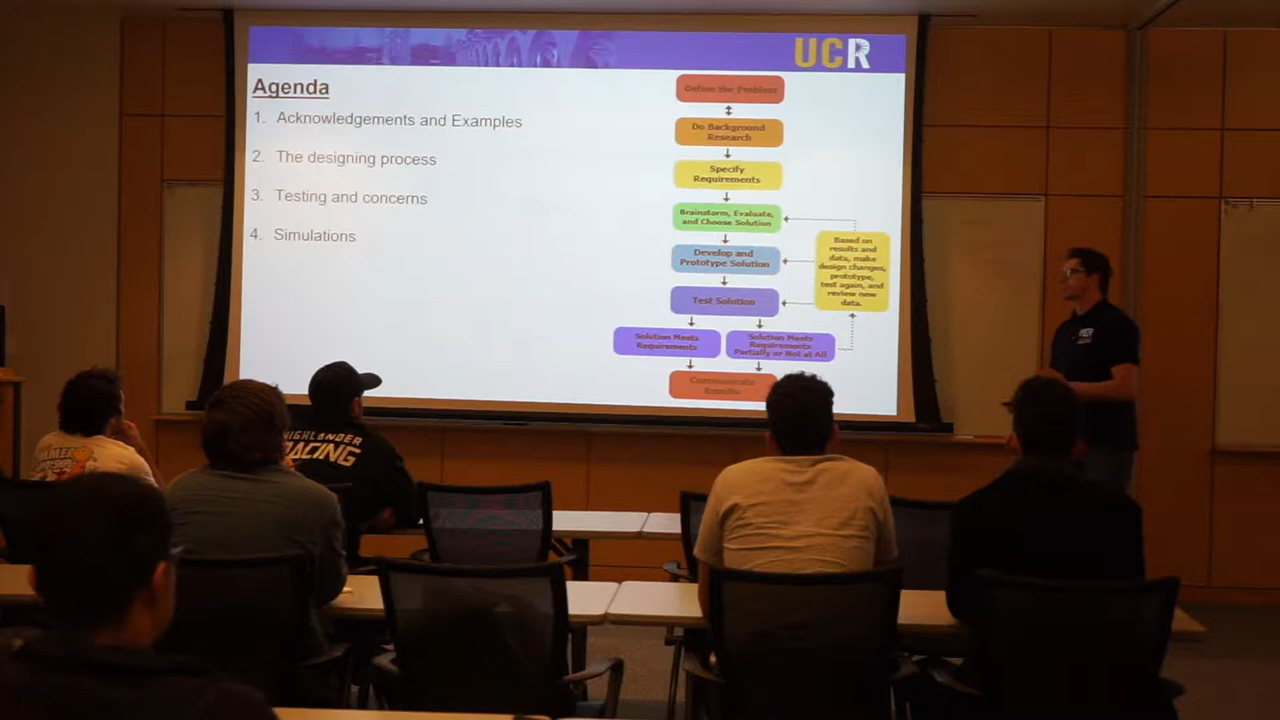 UCR
Agenda
1. Acknowledgements and Examples
2. The designing process
3. Testing and concerns
4. Simulations
Define the Problem
Do Background
Research
Specify
Requirements
Brainstorm, Evaluate,
and Choose Solution
Develop and
Prototype Solution
Test Solution
Based on
results and
data, make
design changes,
prototype,
test again, and
review new
data.
Solution Meets
Requirements
Solution Meets
Requirements
Partially or Not at All
Communicate
Results
HIGHLANDER
RACING